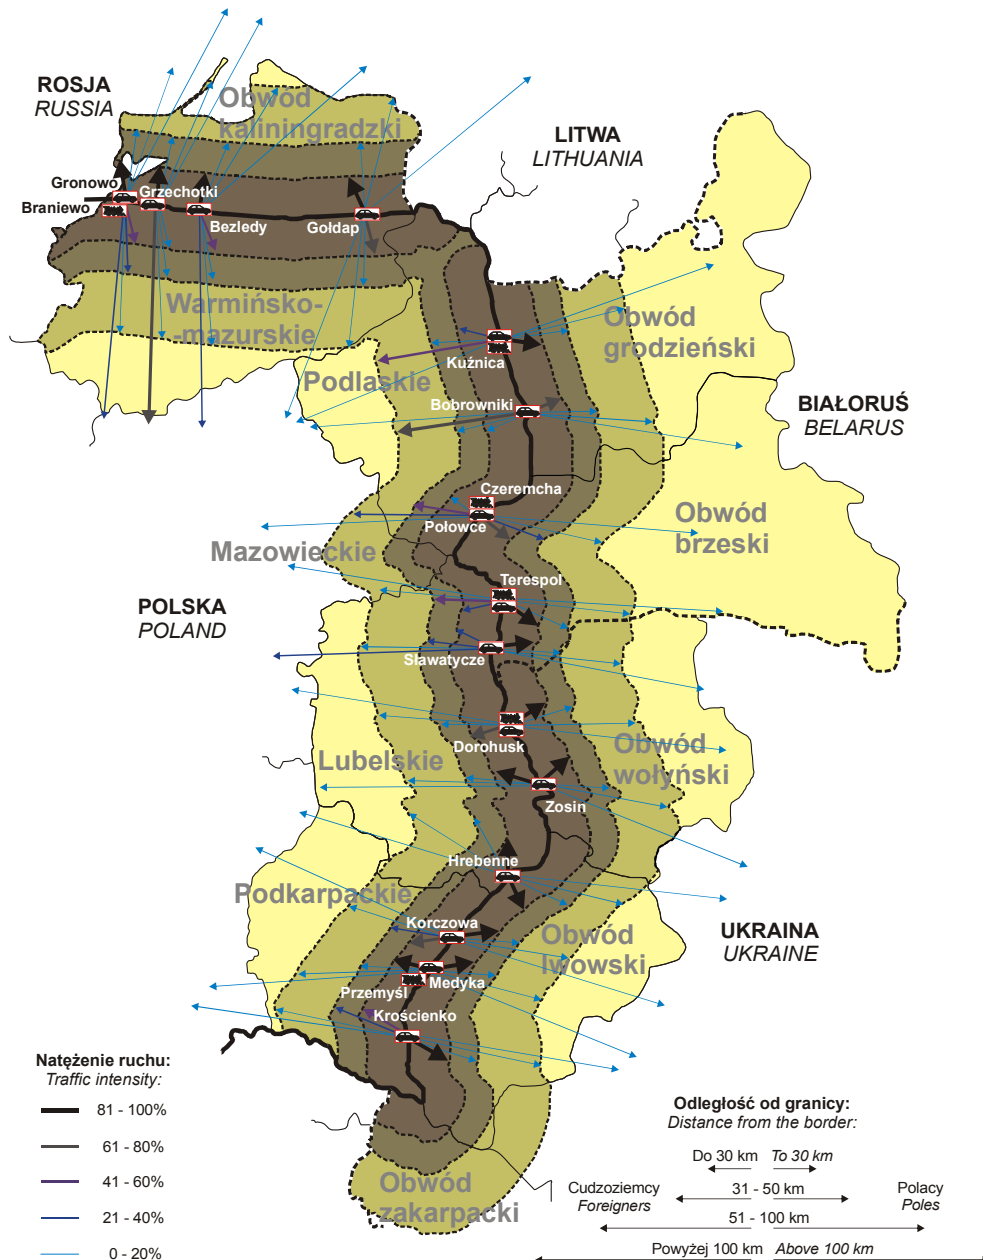 ROSJA
RUSSIA
Obwód
kaliningradzki
LITWA
LITHUANIA
Gronowo
Grzechotki
Braniewo
Bezledy
Gołdap
Warmińsko-
-mazurskie
Obwód
grodzieński
Kuźnica
Podlaskie
Bobrowniki
BIAŁORUŚ
BELARUS
Czeremcha
Połowce
Obwód
brzeski
Mazowieckie
Terespol
POLSKA
POLAND
Sławatycze
Dorohusk
Obwód
wołyński
Lubelskie
Zosin
Hrebenne
Podkarpackie
Korczowa
Obwód
lwowski
UKRAINA
UKRAINE
Medyka
Przemyśl
Krościenko
Natężenie ruchu:
Traffic intensity:
81 - 100%
61 - 80%
41 - 60%
21 - 40%
0 - 20%
Obwód
zakarpacki
Odległość od granicy:
Distance from the border:
Do 30 km To 30 km
Cudzoziemcy
Foreigners
31 - 50 km
Polacy
Poles
51 - 100 km
Powyżej 100 km Above 100 km